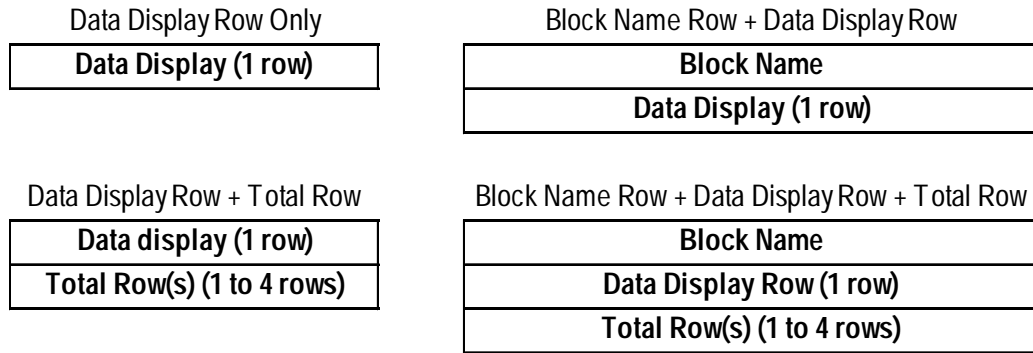 Data Display Row Only
Data Display (1 row)
Block Name Row + Data Display Row
Block Name
Data Display (1 row)
Data Display Row + Total Row
Data display (1 row)
Total Row(s) (1 to 4 rows)
Block Name Row + Data Display Row + Total Row
Block Name
Data Display Row (1 row)
Total Row(s) (1 to 4 rows)